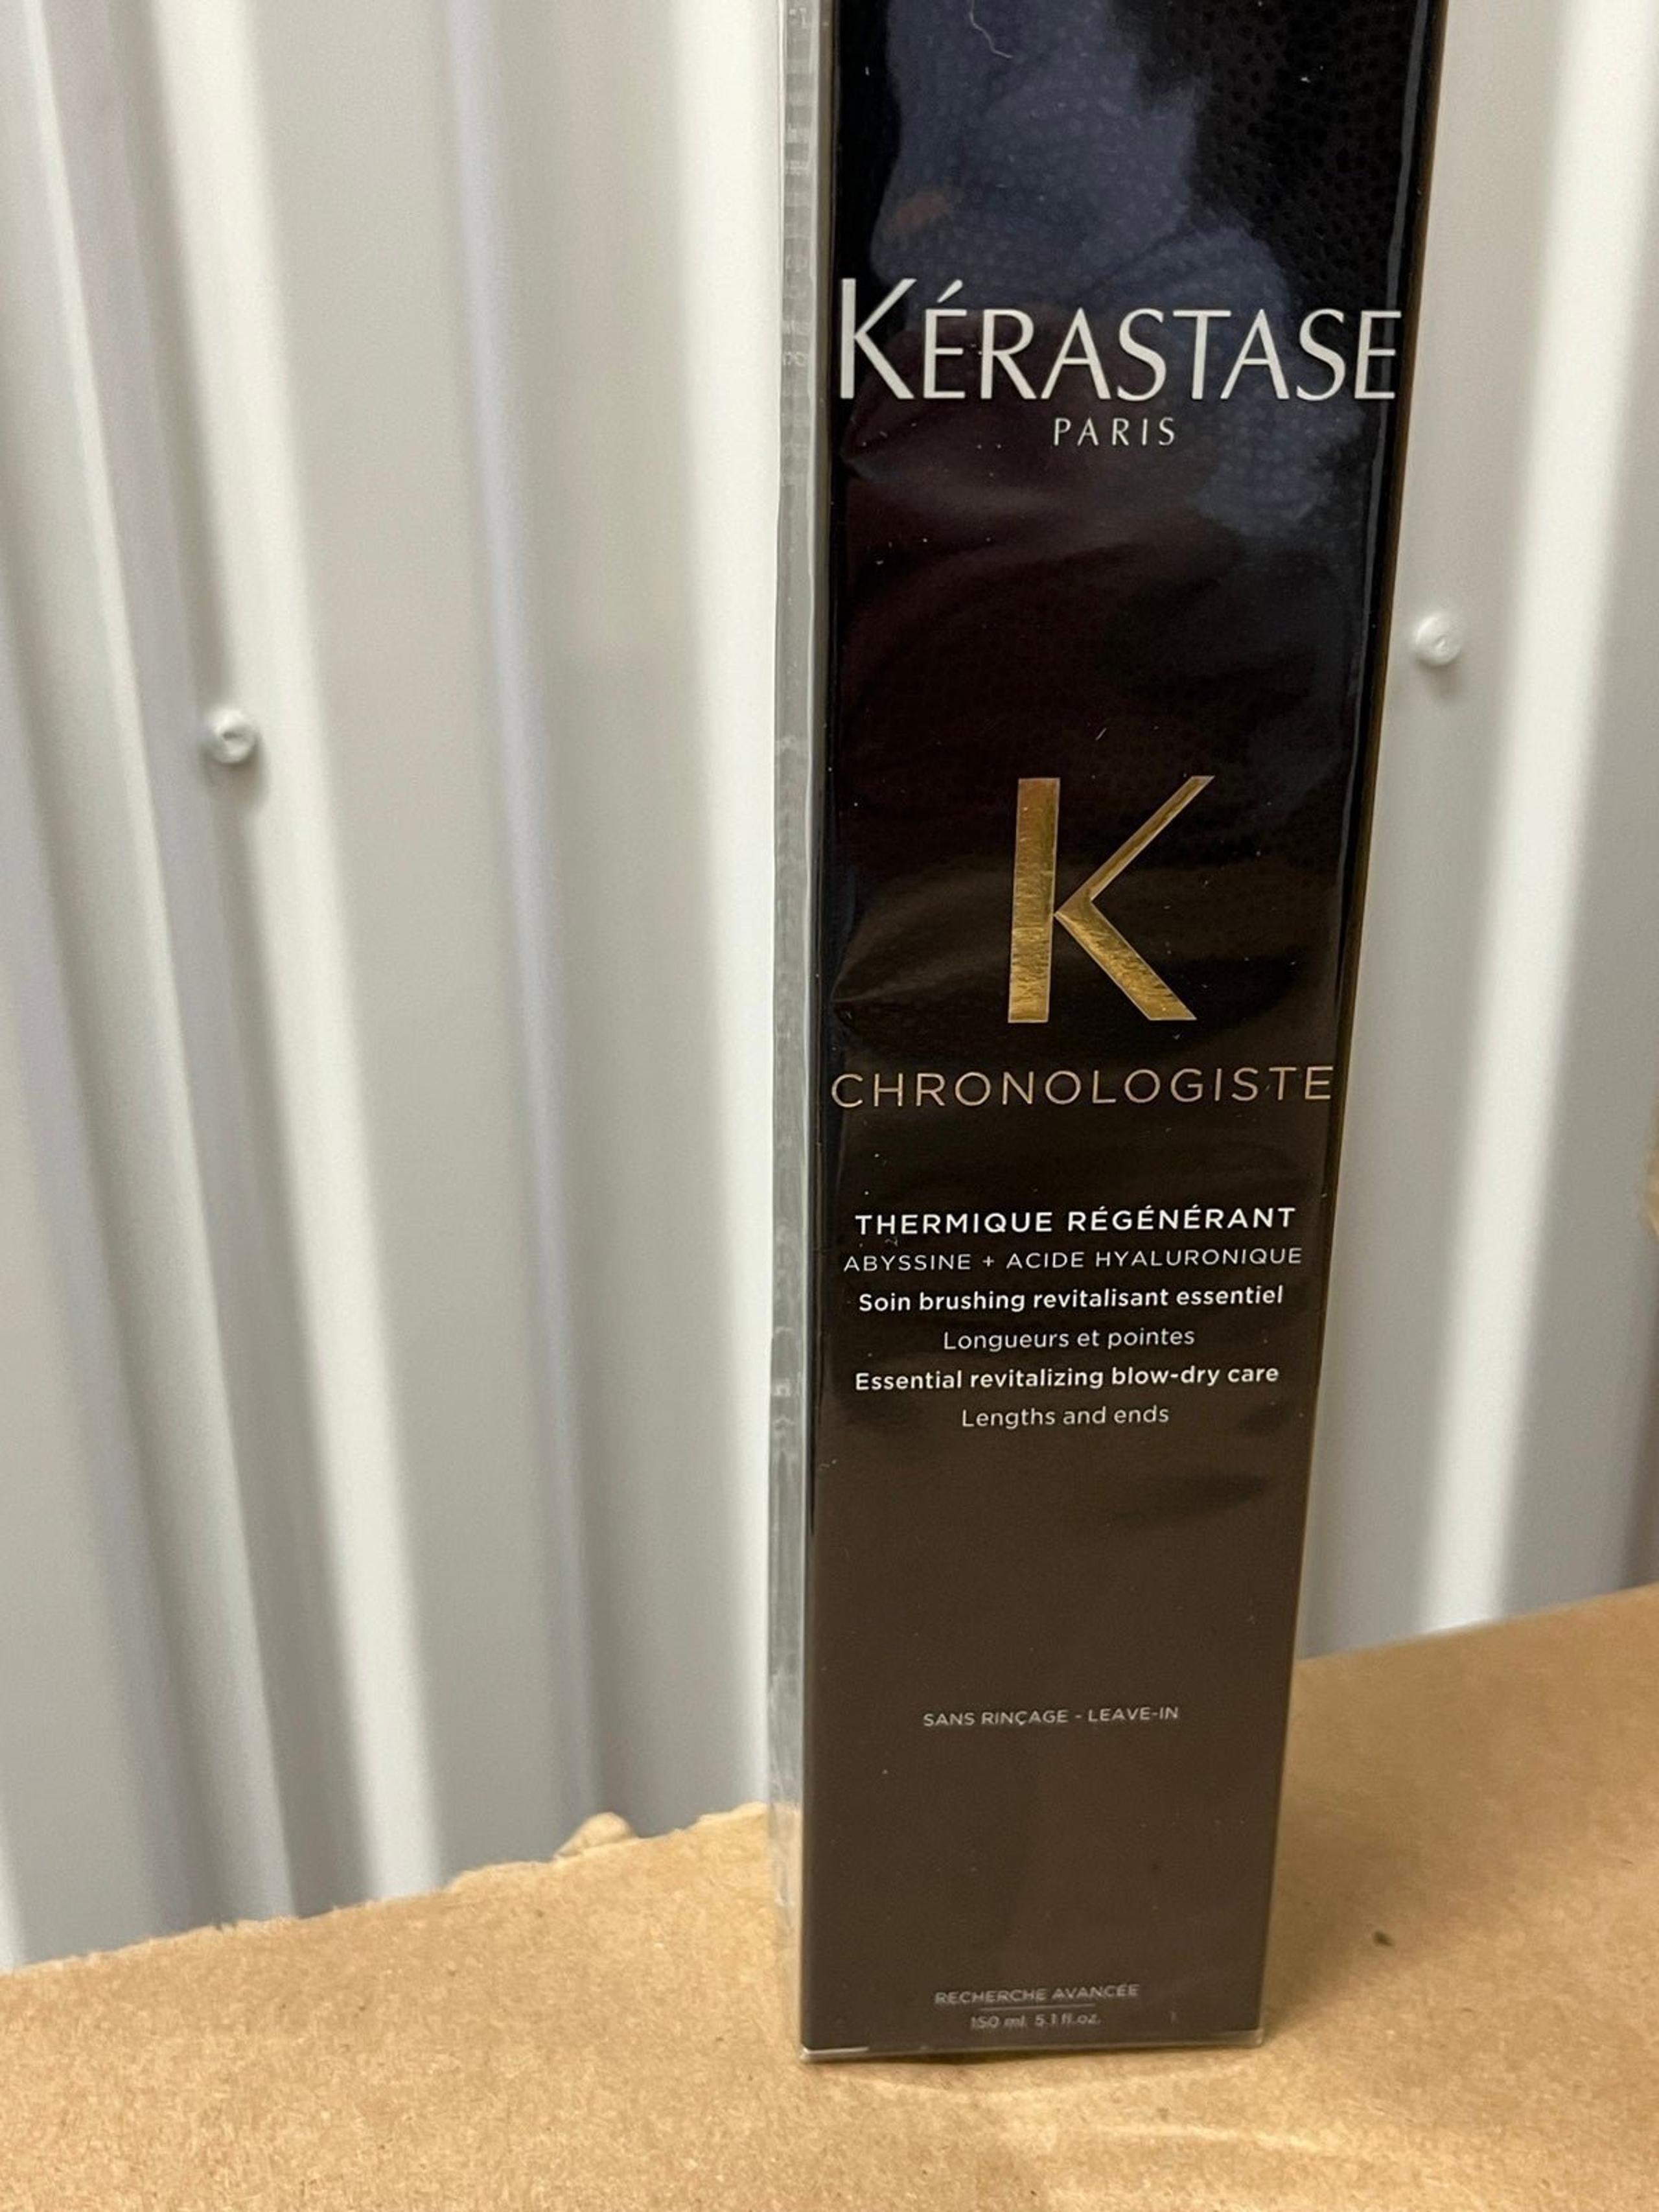 KÉRASTASE
PARIS
K
CHRONOLOGISTE
THERMIQUE RÉGÉNÉRANT
ABYSSINE + ACIDE HYALURONIQUE
Soin brushing revitalisant essentiel
Longueurs et pointes
Essential revitalizing blow-dry care
Lengths and ends
SANS RINÇAGE - LEAVE-IN
RECHERCHE AVANCÉE
150 ml. 5.1 fl.oz.